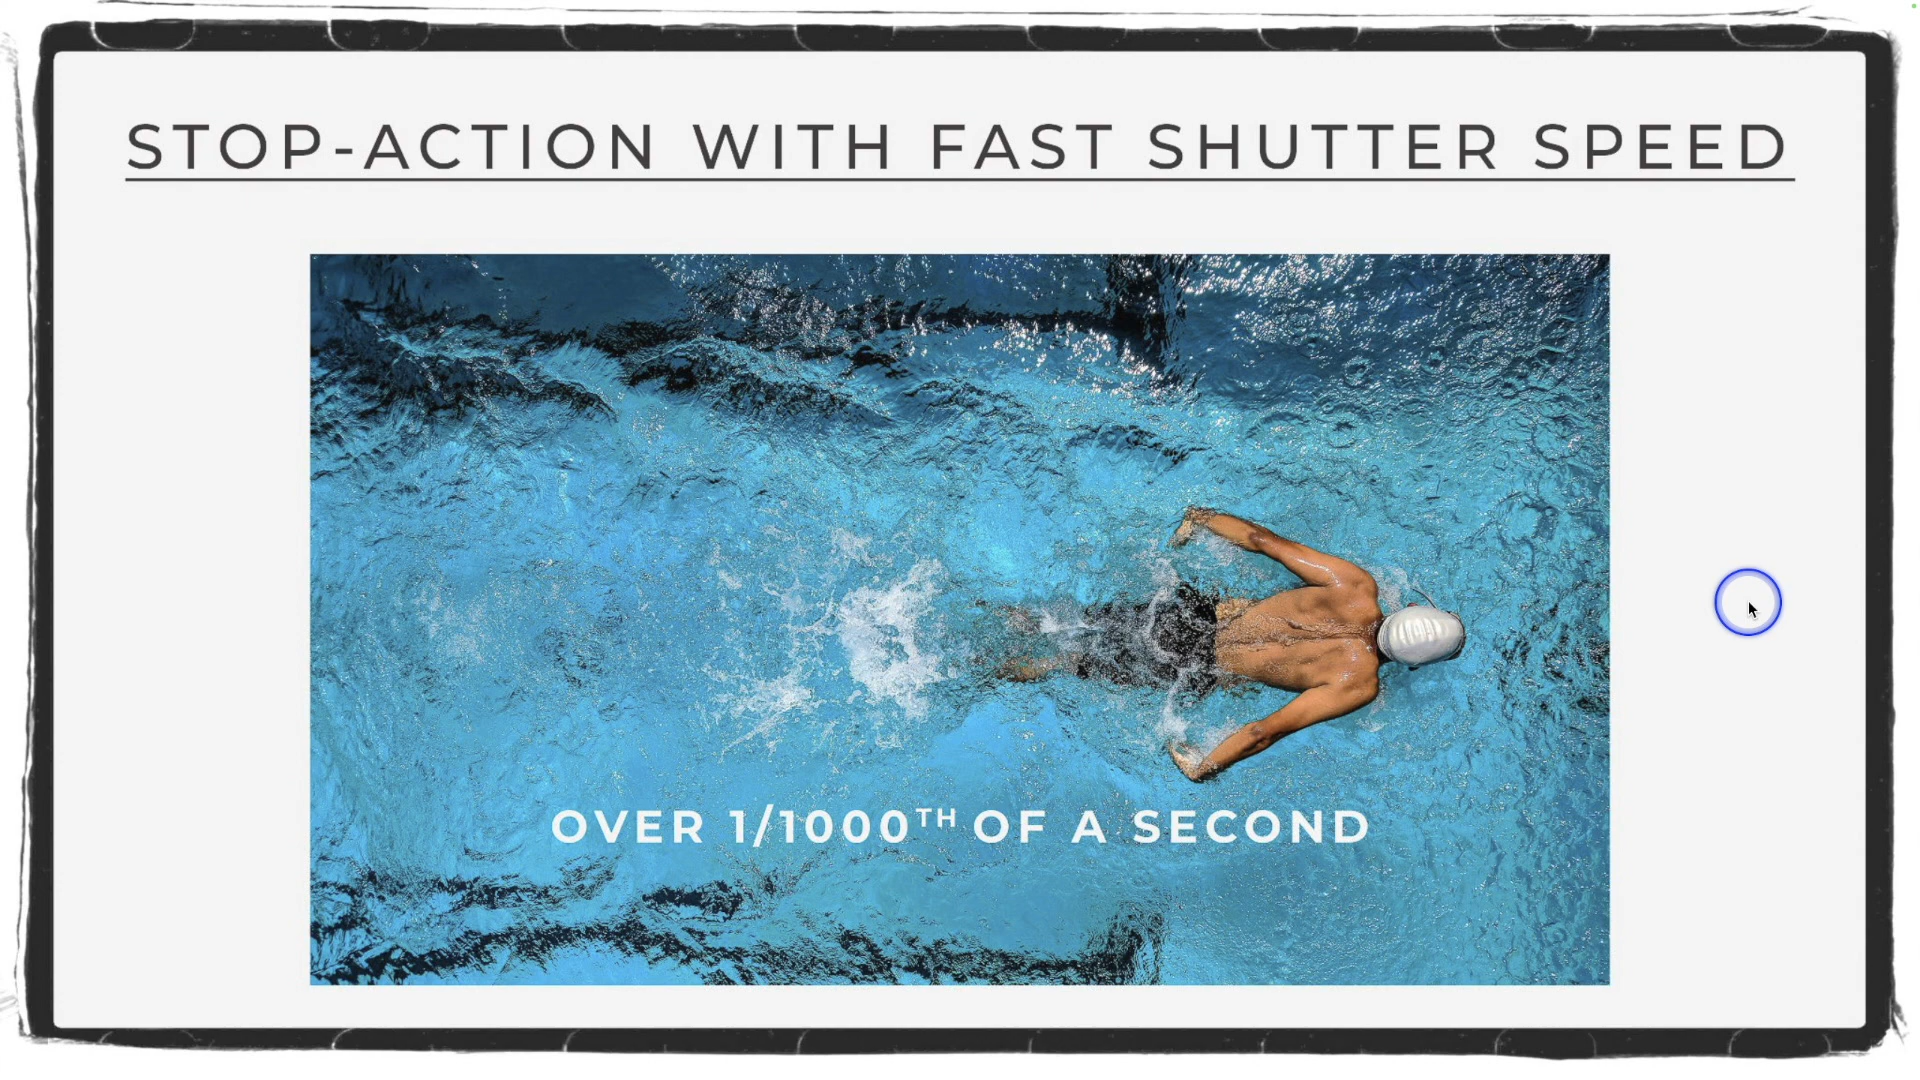 STOP-ACTION WITH FAST SHUTTER SPEED
OVER 1/1000TH OF A SECOND